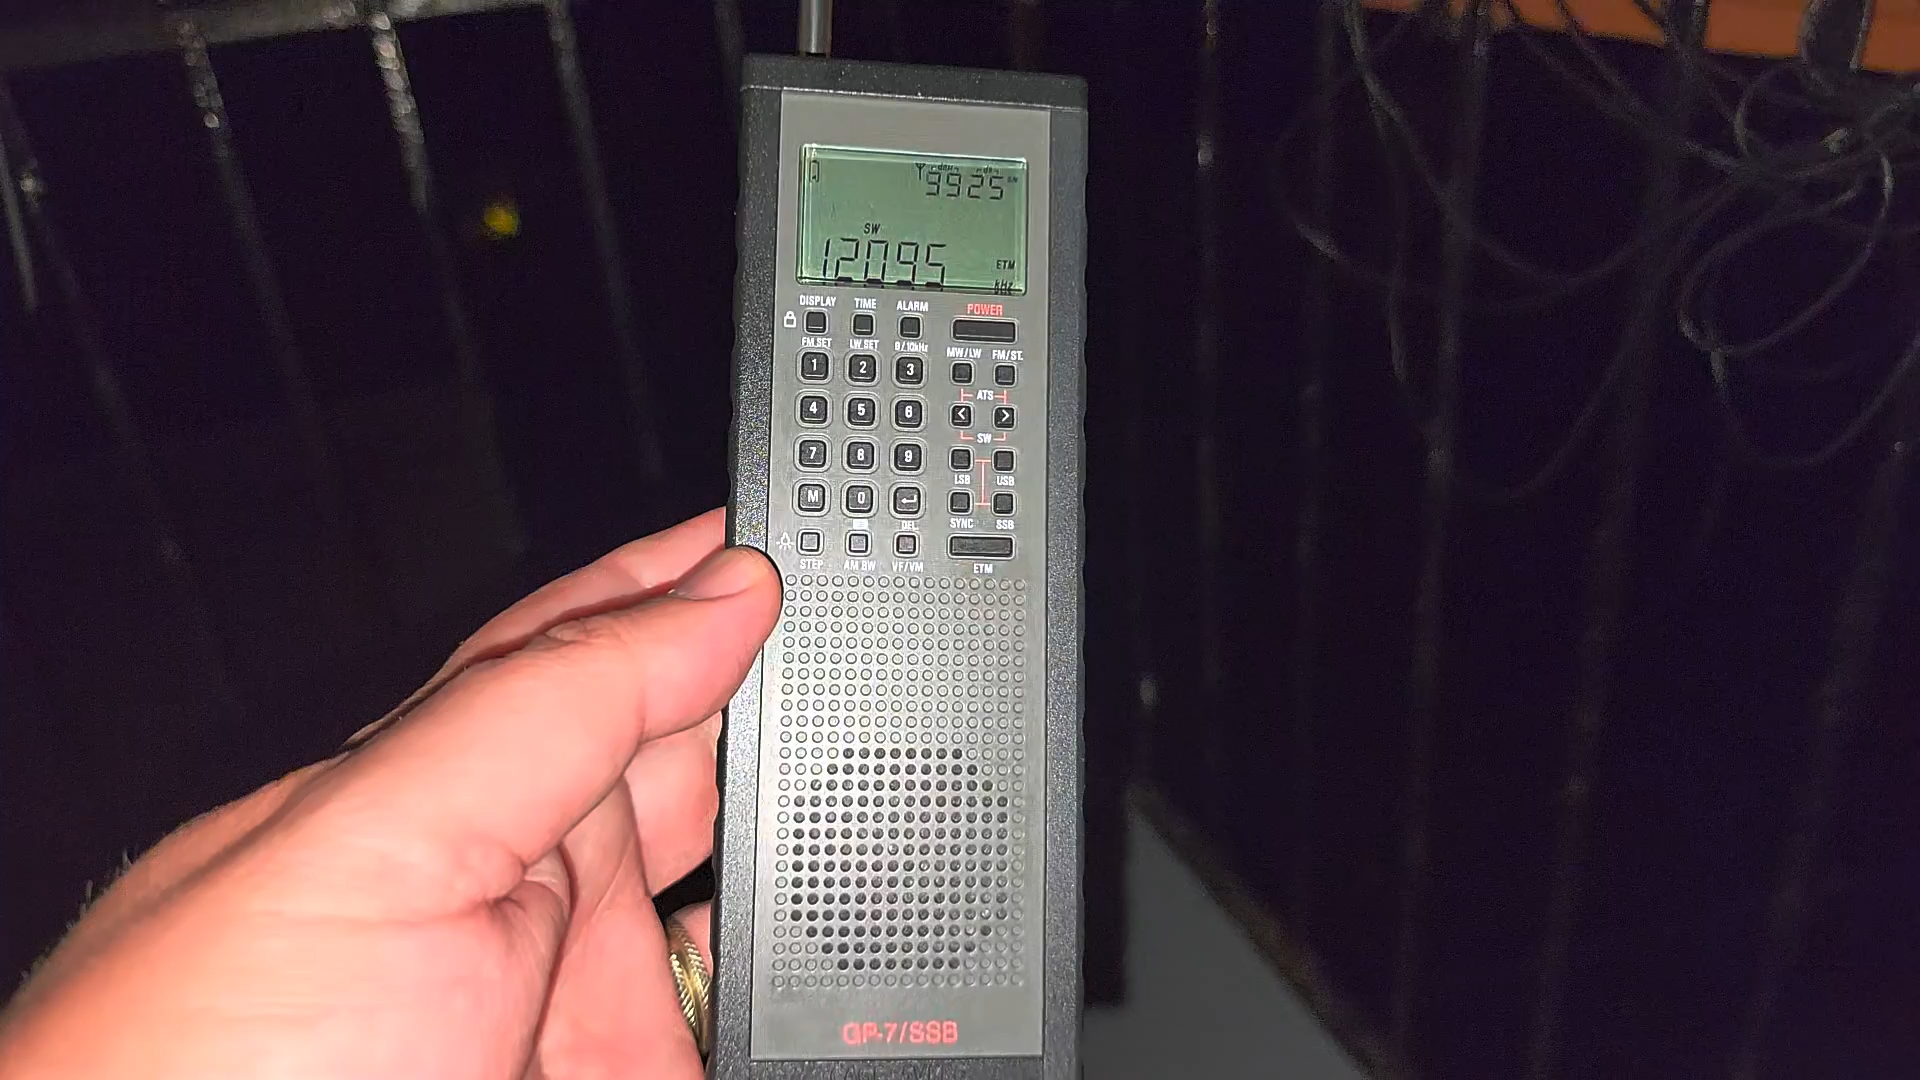 9925
SW
12095
ETM
kHz
DISPLAY TIME ALARM POWER
FM SET LW SET 9/10kHz
MW/LW FM/ST.
1 2 3
ATS
4 5 6 < >
SW
7 8 9
LSB USB
M 0
SYNC SSB
DEL
STEP AM BW VF/VM ETM
GP-7/SSB